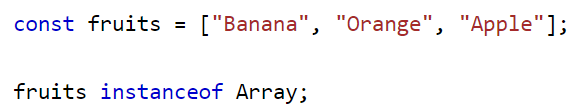 const fruits = ["Banana", "Orange", "Apple"];
fruits instanceof Array;